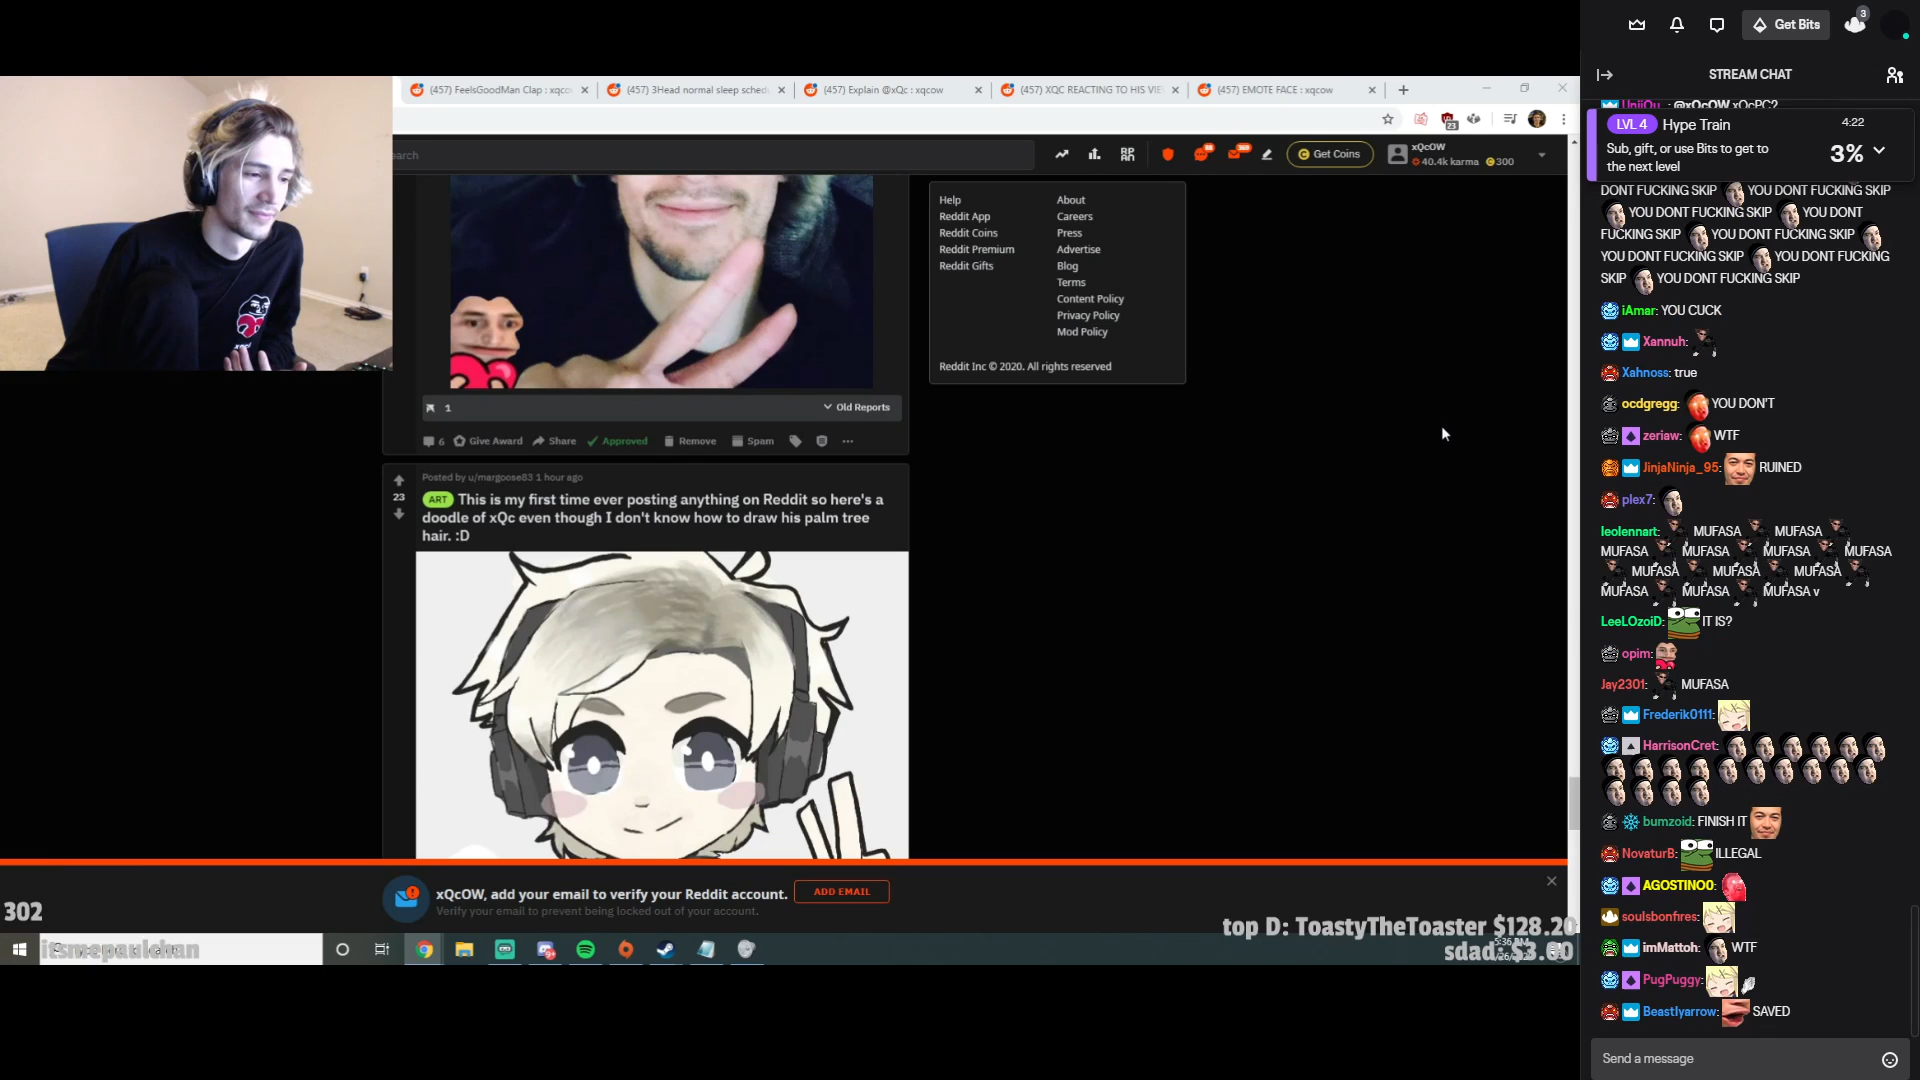 (457) FeelsGoodMan Clap : xqco
(457) 3Head normal sleep sched
(457) Explain @xQc : xqcow
(457) XQC REACTING TO HIS VIE
(457) EMOTE FACE : xqcow
23
earch
Get Coins
xQcOW
40.4k karma
300
Help
Reddit App
Reddit Coins
Reddit Premium
Reddit Gifts
About
Careers
Press
Advertise
Blog
Terms
Content Policy
Privacy Policy
Mod Policy
Reddit Inc © 2020. All rights reserved
1
Old Reports
6
Give Award
Share
Approved
Remove
Spam
Posted by u/margoose83 1 hour ago
23
ART This is my first time ever posting anything on Reddit so here's a
doodle of xQc even though I don't know how to draw his palm tree
hair. :D
xQcOW, add your email to verify your Reddit account.
ADD EMAIL
Verify your email to prevent being locked out of your account.
302
itsmepaulchan
top D: ToastyTheToaster $128.20
sdad: $3.00
Get Bits
3
STREAM CHAT
@xQcOW xQcPC?
LVL 4 Hype Train
4:22
Sub, gift, or use Bits to get to
the next level
3%
DONT FUCKING SKIP YOU DONT FUCKING SKIP
YOU DONT FUCKING SKIP YOU DONT
FUCKING SKIP YOU DONT FUCKING SKIP
YOU DONT FUCKING SKIP YOU DONT FUCKING
SKIP YOU DONT FUCKING SKIP
iAmar: YOU CUCK
Xannuh:
Xahnoss: true
ocdgregg: YOU DON'T
zeriaw: WTF
JinjaNinja_95: RUINED
plex7:
leolennart: MUFASA MUFASA
MUFASA MUFASA MUFASA MUFASA
MUFASA MUFASA MUFASA
MUFASA MUFASA MUFASA v
LeeLOzoiD: IT IS?
opim:
Jay2301: MUFASA
Frederik0111:
HarrisonCret:
bumzoid: FINISH IT
NovaturB: ILLEGAL
AGOSTINO0:
soulsbonfires:
imMattoh: WTF
PugPuggy:
Beastlyarrow: SAVED
Send a message